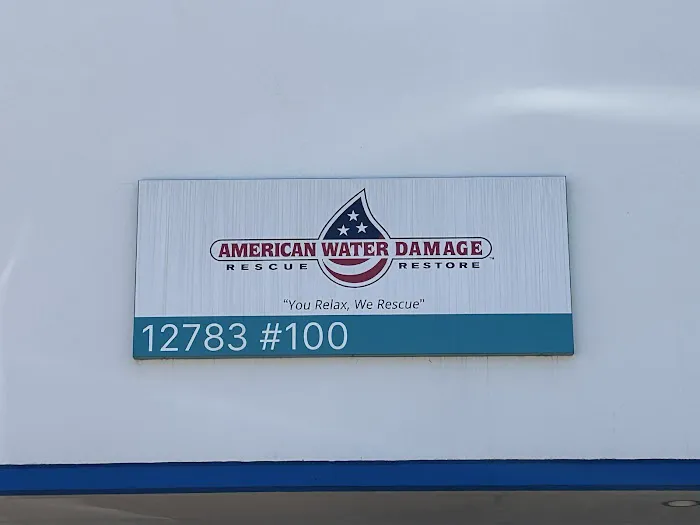 AMERICAN WATER DAMAGE
RESCUE RESTORE
"You Relax, We Rescue"
12783 #100